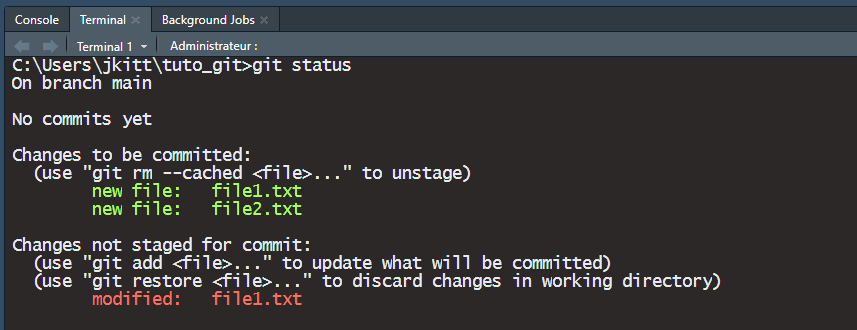 Console Terminal Background Jobs
Terminal 1 Administrateur :
C:\Users\jkitt\tuto_git>git status
On branch main
No commits yet
Changes to be committed:
(use "git rm --cached <file>..." to unstage)
new file: file1.txt
new file: file2.txt
Changes not staged for commit:
(use "git add <file>..." to update what will be committed)
(use "git restore <file>..." to discard changes in working directory)
modified: file1.txt